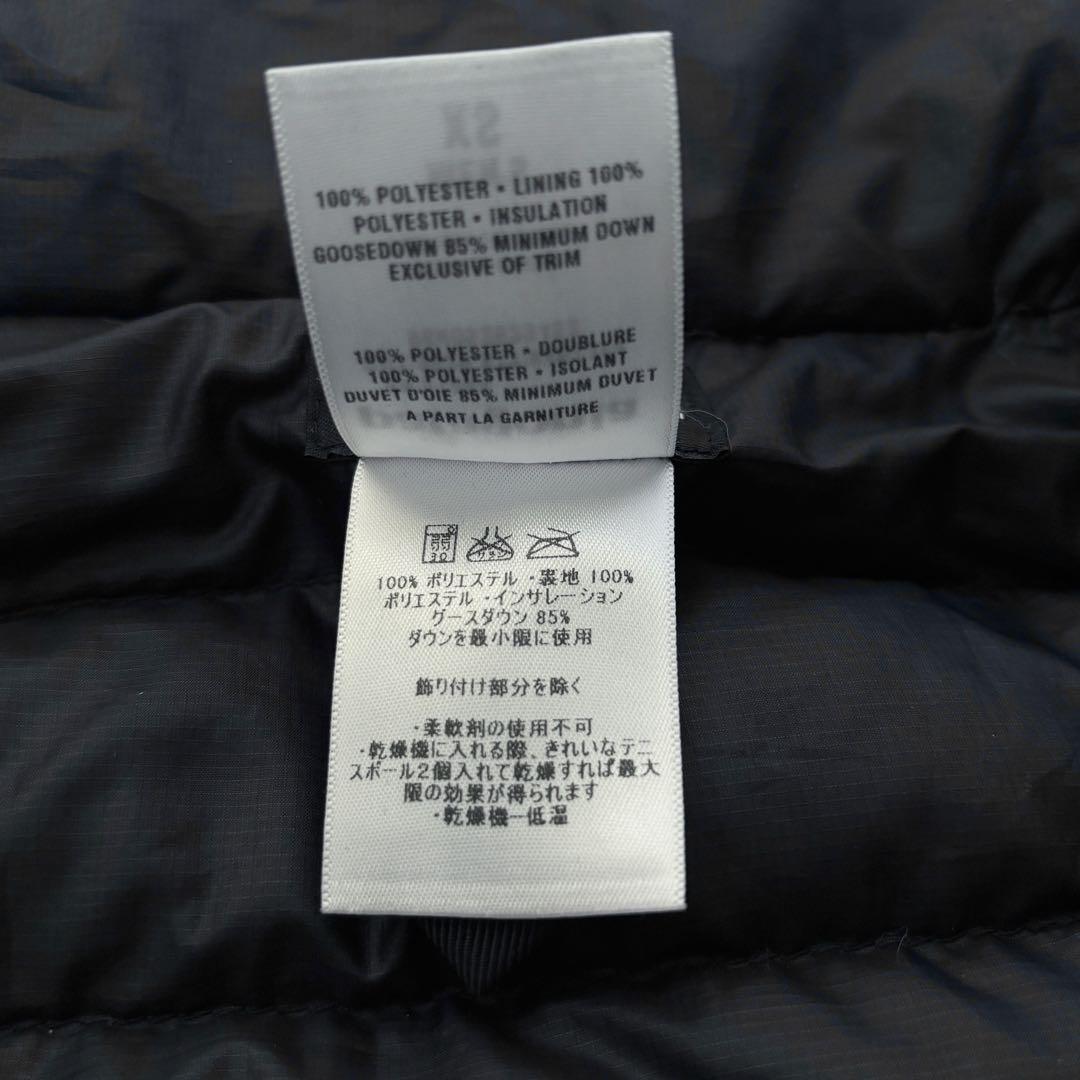 100% POLYESTER • LINING 100%
POLYESTER • INSULATION
GOOSEDOWN 85% MINIMUM DOWN
EXCLUSIVE OF TRIM
100% POLYESTER • DOUBLURE
100% POLYESTER • ISOLANT
DUVET D'OIE 85% MINIMUM DUVET
A PART LA GARNITURE
弱
30
100% ポリエステル ・裏地 100%
ポリエステル ・インサレーション
グースダウン 85%
ダウンを最小限に使用
飾り付け部分を除く
・柔軟剤の使用不可
・乾燥機に入れる際、きれいなテニ
スボール2個入れて乾燥すれば最大
限の効果が得られます
・乾燥機ー低温